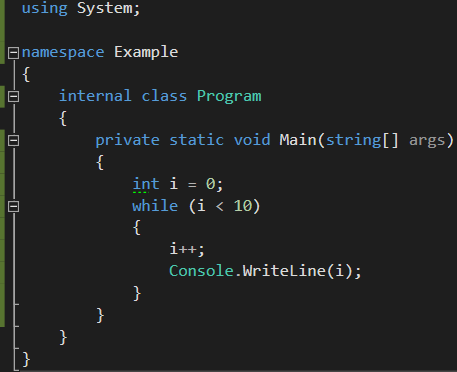 using System;

namespace Example
{
    internal class Program
    {
        private static void Main(string[] args)
        {
            int i = 0;
            while (i < 10)
            {
                i++;
                Console.WriteLine(i);
            }
        }
    }
}